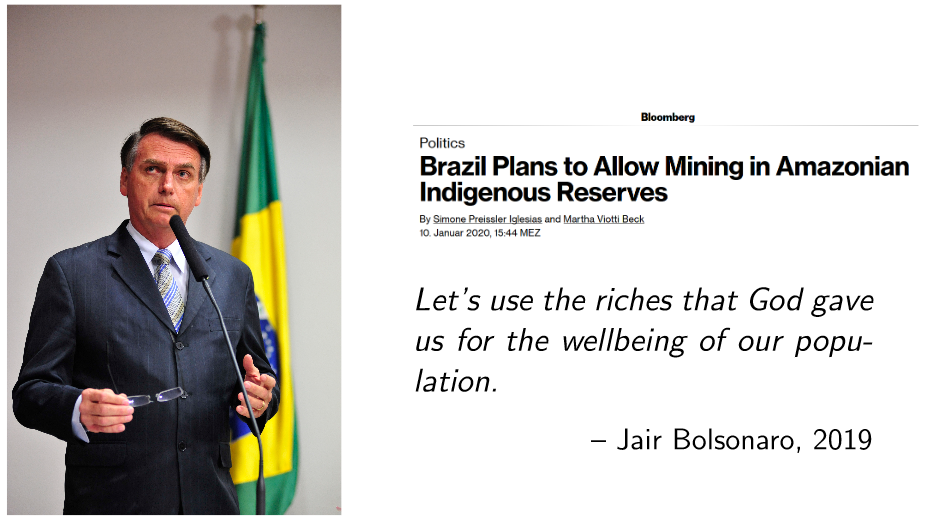 Bloomberg
Politics
Brazil Plans to Allow Mining in Amazonian
Indigenous Reserves
By Simone Preissler Iglesias and Martha Viotti Beck
10. Januar 2020, 15:44 MEZ
Let's use the riches that God gave
us for the wellbeing of our popu-
lation.
– Jair Bolsonaro, 2019